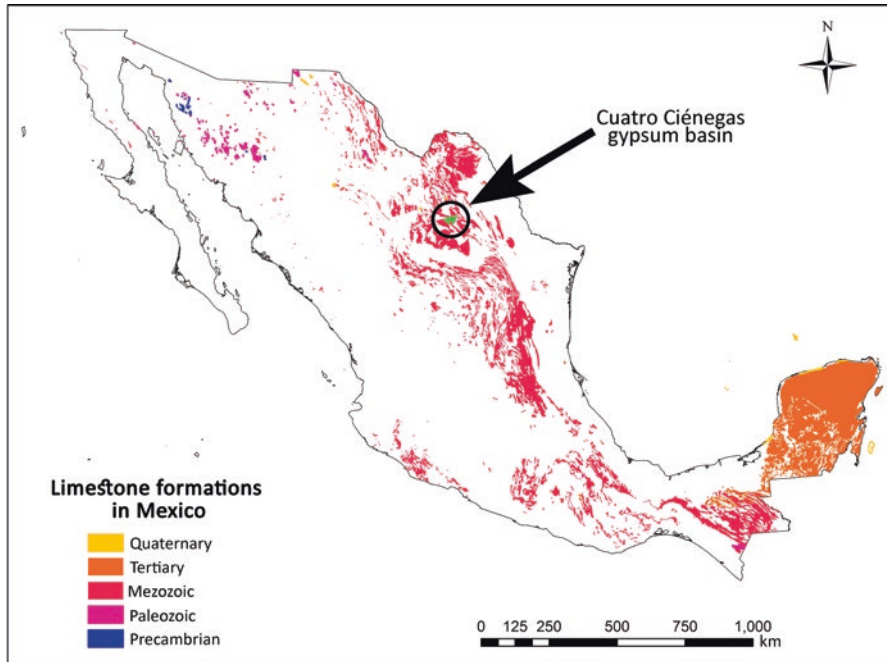 N
Cuatro Ciénegas
gypsum basin
Limestone formations
in Mexico
Quaternary
Tertiary
Mezozoic
Paleozoic
Precambrian
0 125 250 500 750 1,000
km